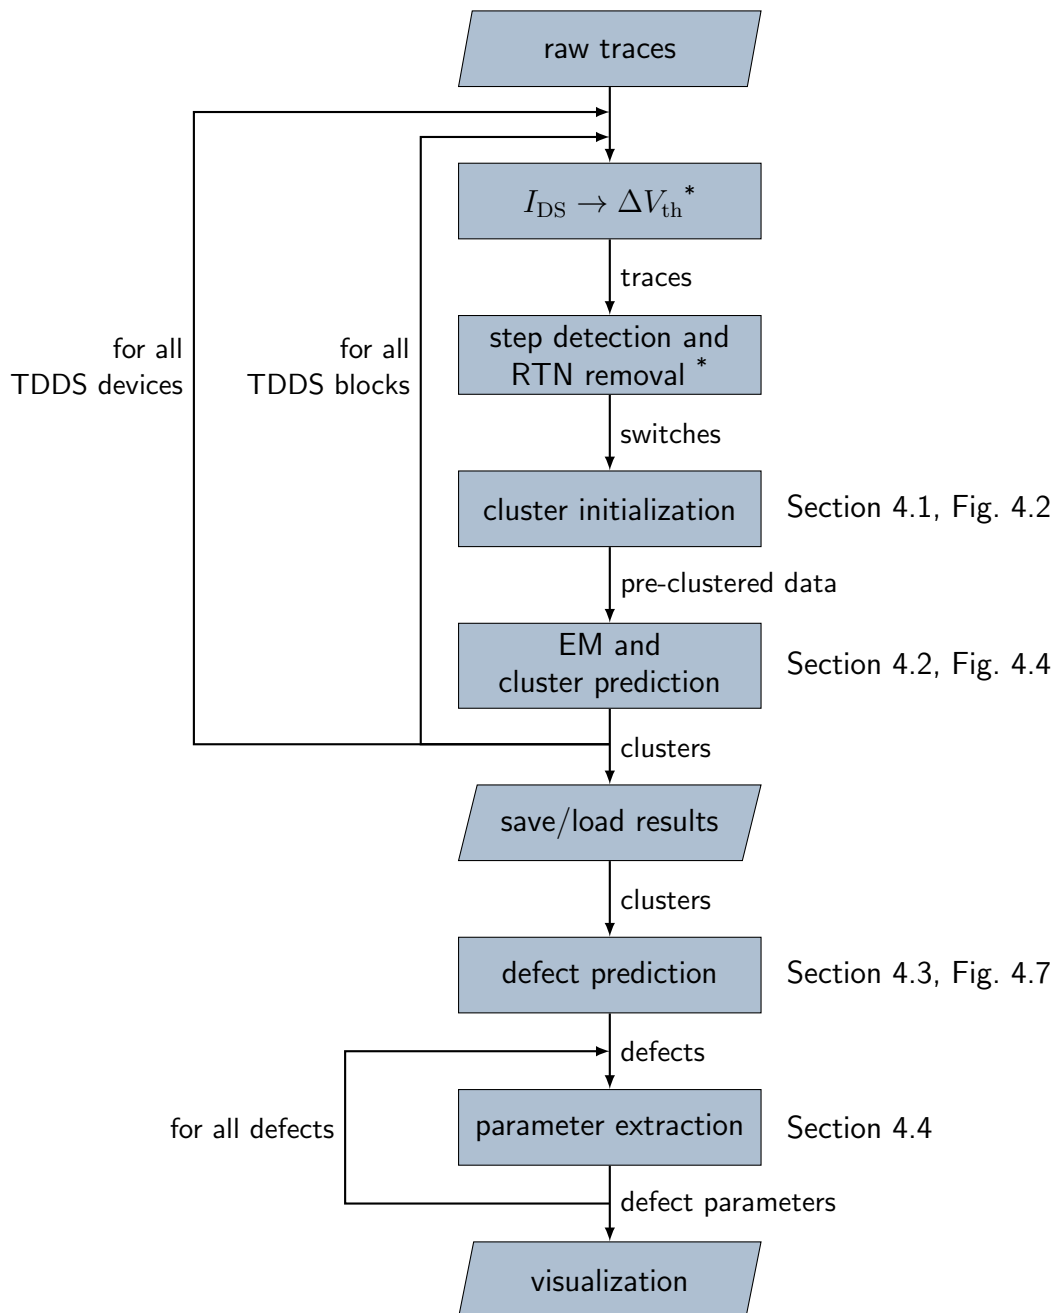 raw traces
I_DS → ΔV_th*
traces
step detection and
RTN removal *
for all
TDDS devices
for all
TDDS blocks
switches
cluster initialization
Section 4.1, Fig. 4.2
pre-clustered data
EM and
cluster prediction
Section 4.2, Fig. 4.4
clusters
save/load results
clusters
defect prediction
Section 4.3, Fig. 4.7
defects
for all defects
parameter extraction
Section 4.4
defect parameters
visualization